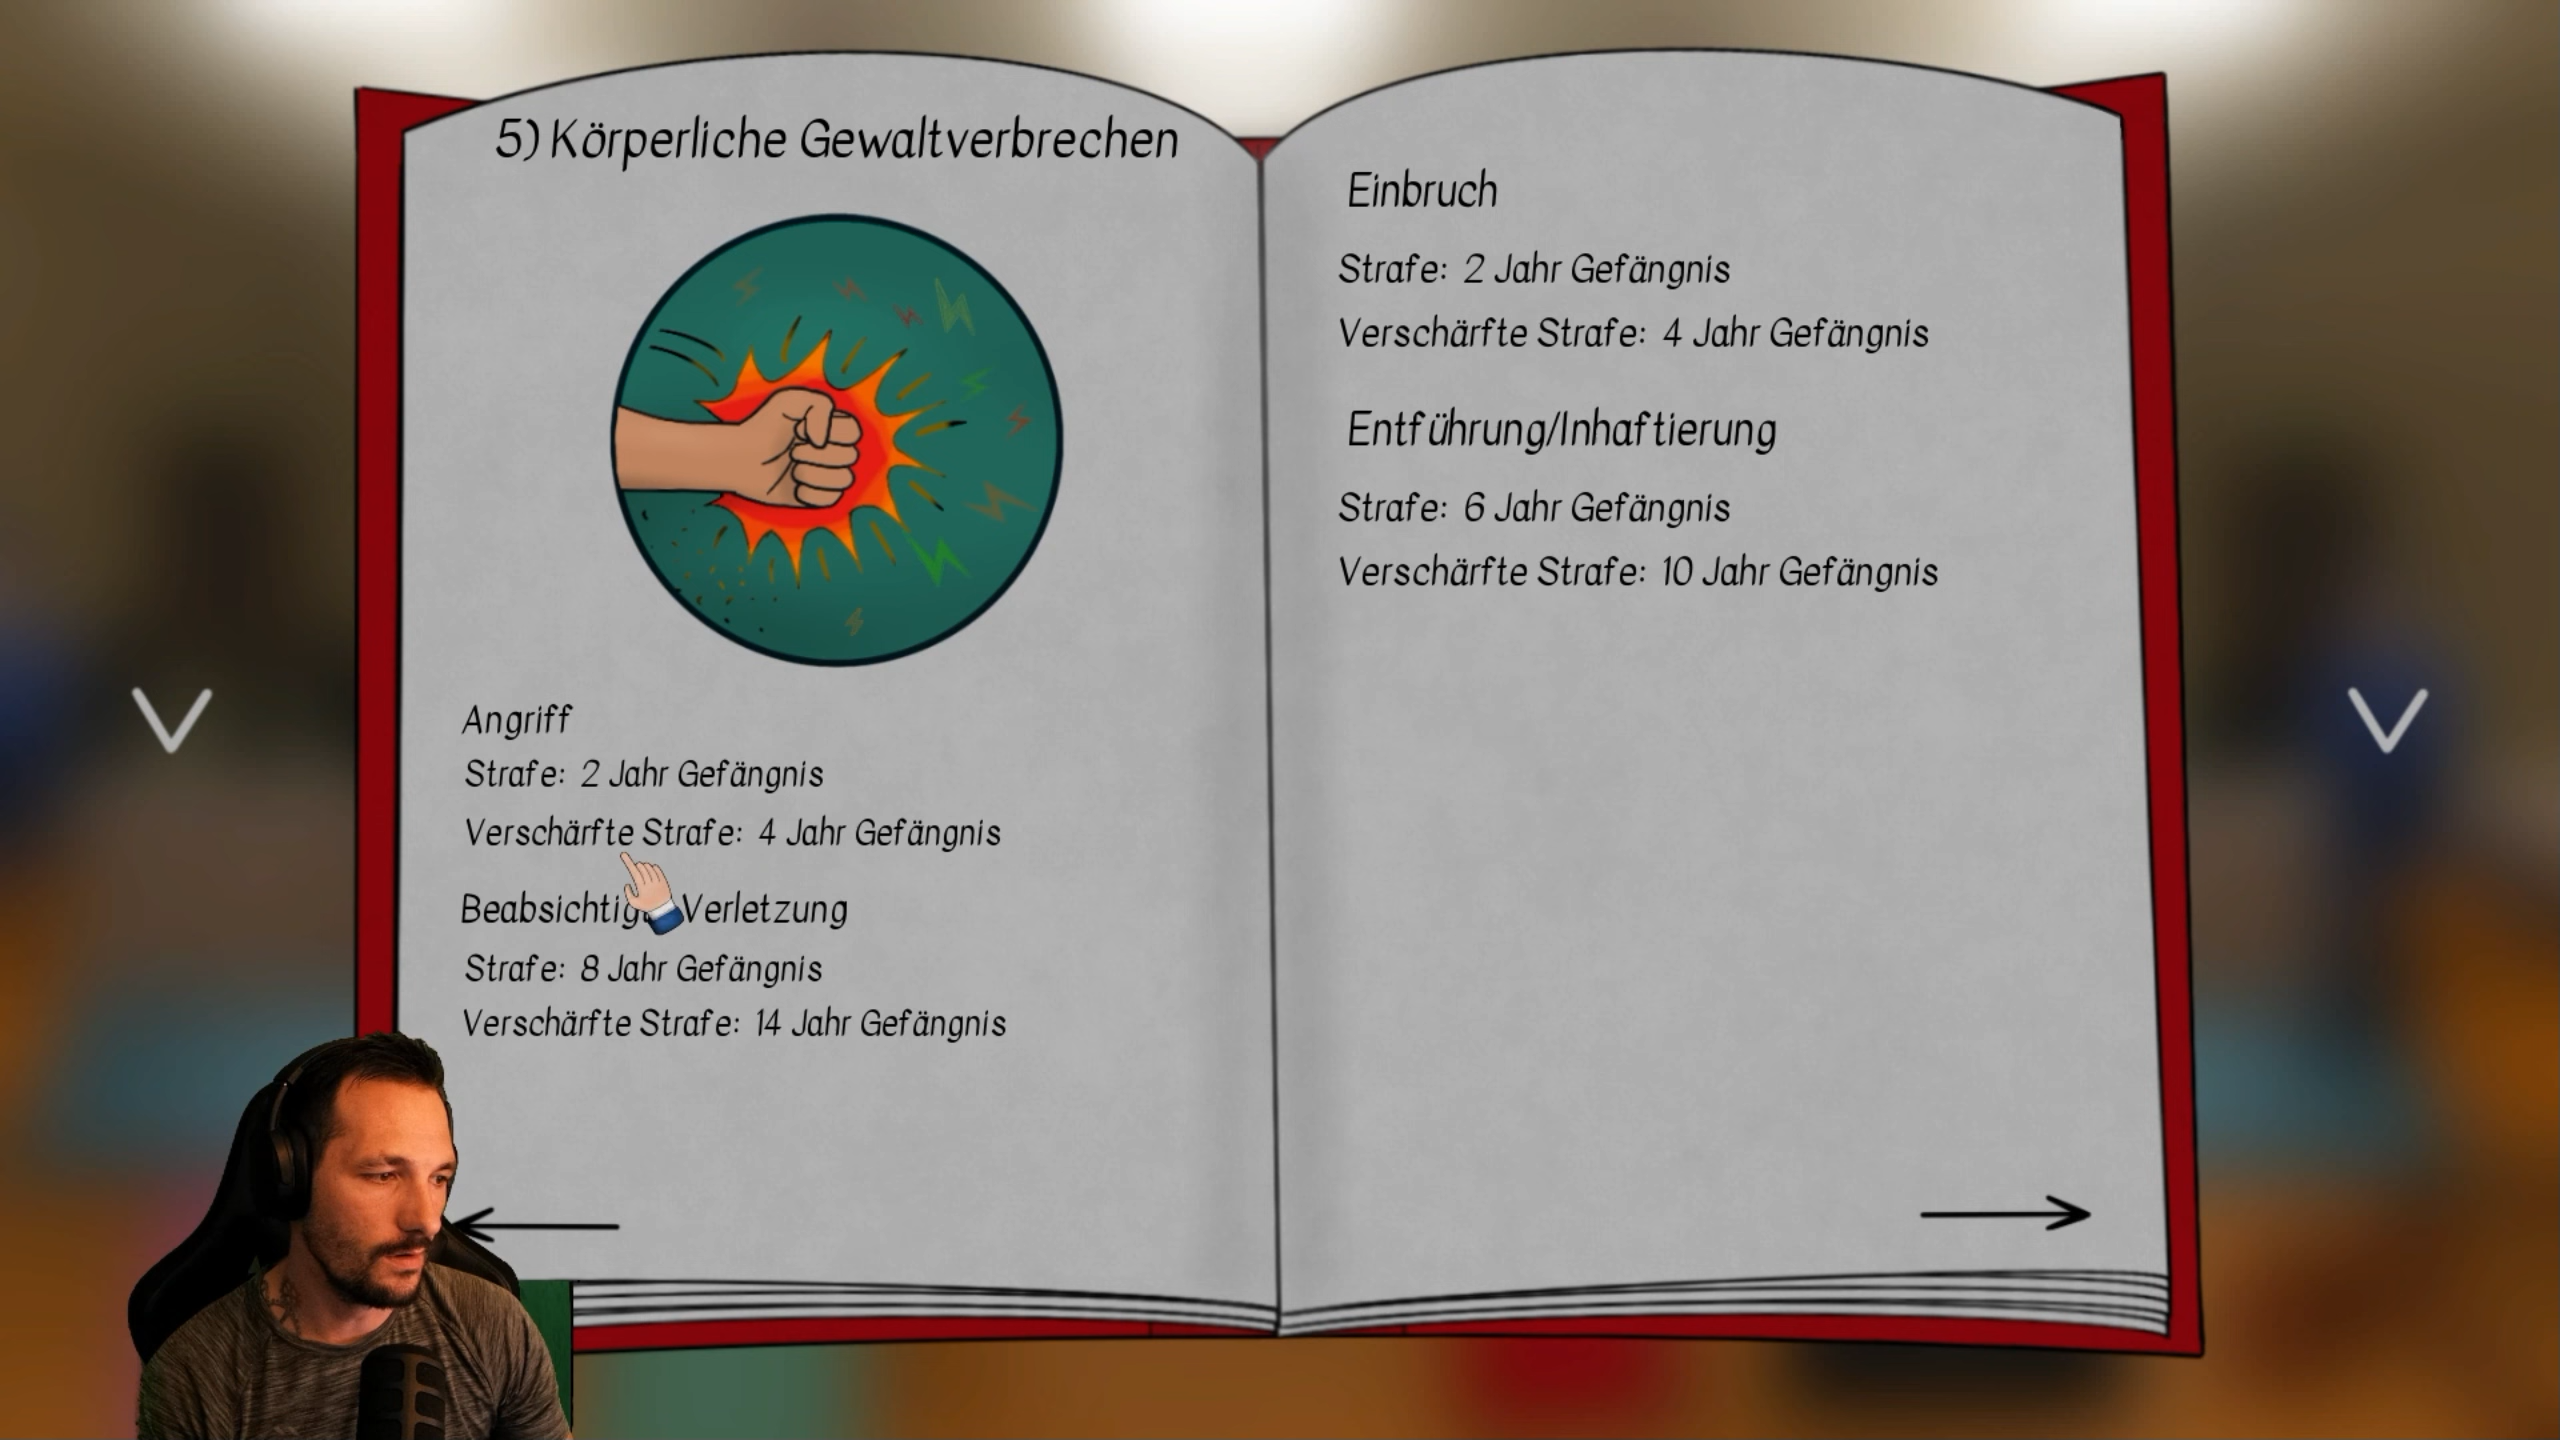 5) Körperliche Gewaltverbrechen
Angriff
Strafe: 2 Jahr Gefängnis
Verschärfte Strafe: 4 Jahr Gefängnis
Verletzung
Strafe: 8 Jahr Gefängnis
Verschärfte Strafe: 14 Jahr Gefängnis
Einbruch
Strafe: 2 Jahr Gefängnis
Verschärfte Strafe: 4 Jahr Gefängnis
Entführung/Inhaftierung
Strafe: 6 Jahr Gefängnis
Verschärfte Strafe: 10 Jahr Gefängnis